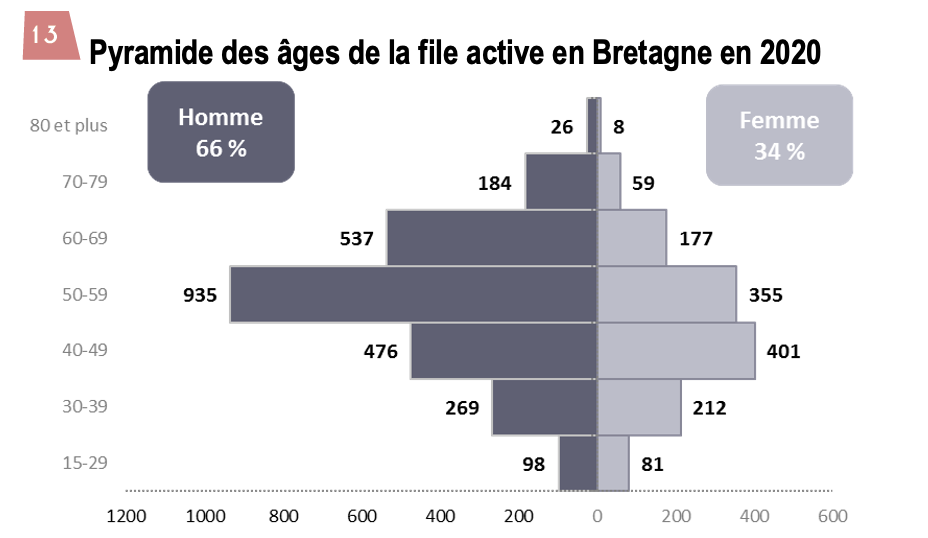 13
Pyramide des âges de la file active en Bretagne en 2020
Homme
66 %
Femme
34 %
80 et plus 26 8
70-79 184 59
60-69 537 177
50-59 935 355
40-49 476 401
30-39 269 212
15-29 98 81
1200 1000 800 600 400 200 0 200 400 600